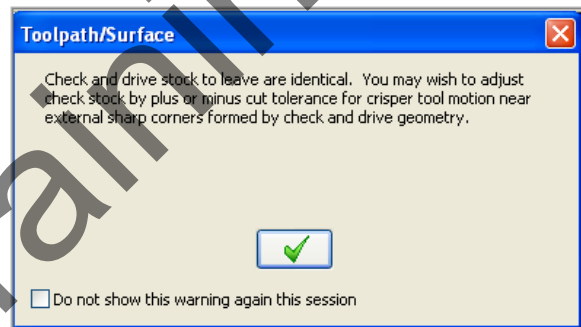 Toolpath/Surface
Check and drive stock to leave are identical. You may wish to adjust
check stock by plus or minus cut tolerance for crisper tool motion near
external sharp corners formed by check and drive geometry.
Do not show this warning again this session